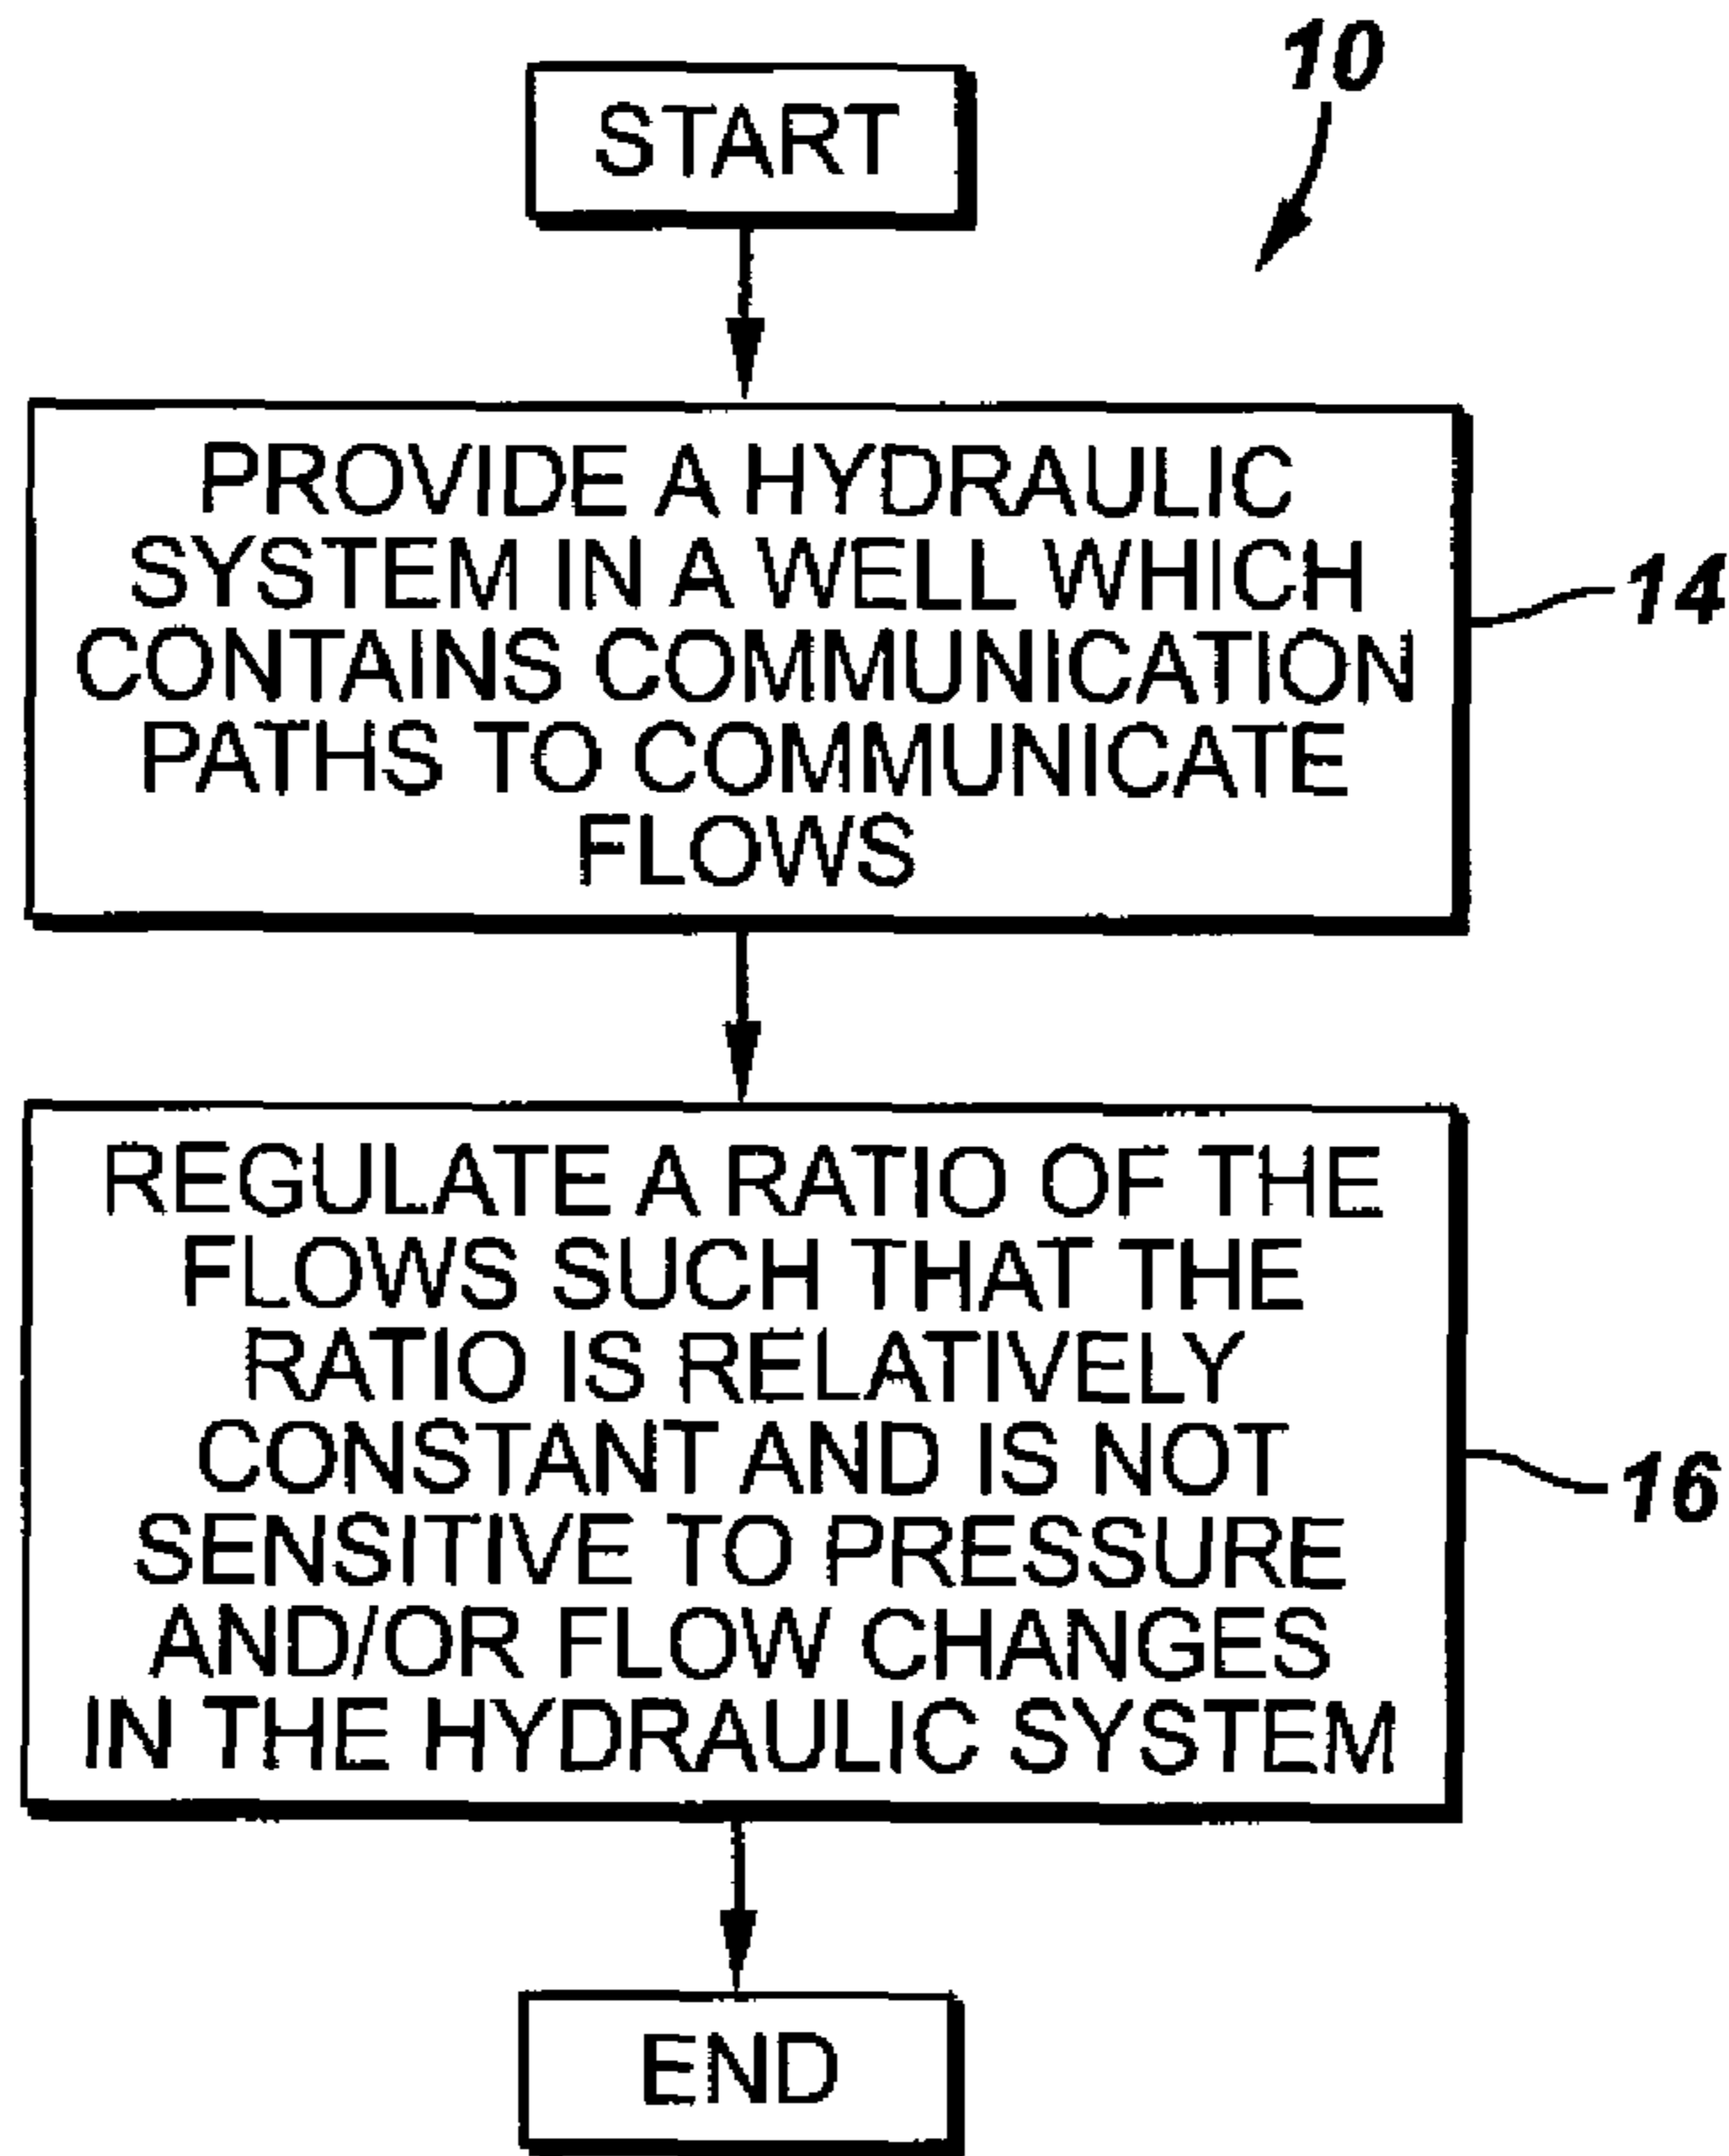 10
START
PROVIDE A HYDRAULIC
SYSTEM IN A WELL WHICH
CONTAINS COMMUNICATION
PATHS TO COMMUNICATE
FLOWS
14
REGULATE A RATIO OF THE
FLOWS SUCH THAT THE
RATIO IS RELATIVELY
CONSTANT AND IS NOT
SENSITIVE TO PRESSURE
AND/OR FLOW CHANGES
IN THE HYDRAULIC SYSTEM
16
END